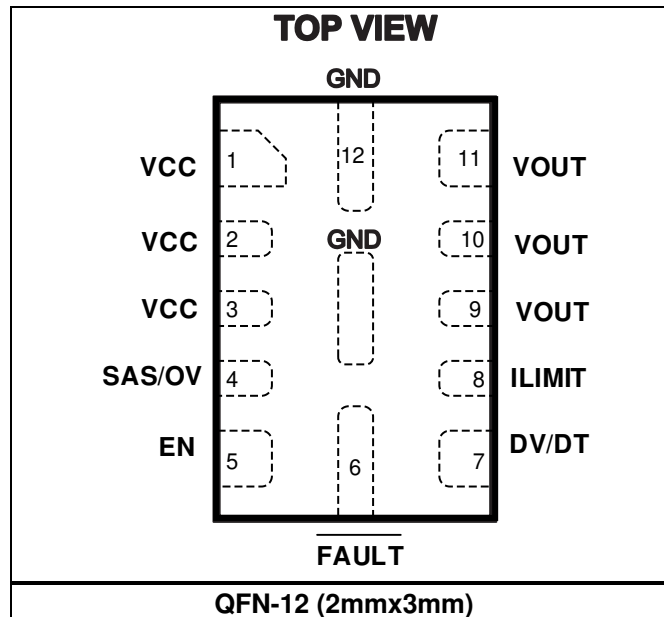 TOP VIEW
GND
VCC 1 12 11 VOUT
VCC 2 GND 10 VOUT
VCC 3 9 VOUT
SAS/OV 4 8 ILIMIT
EN 5 6 7 DV/DT
FAULT
QFN-12 (2mmx3mm)